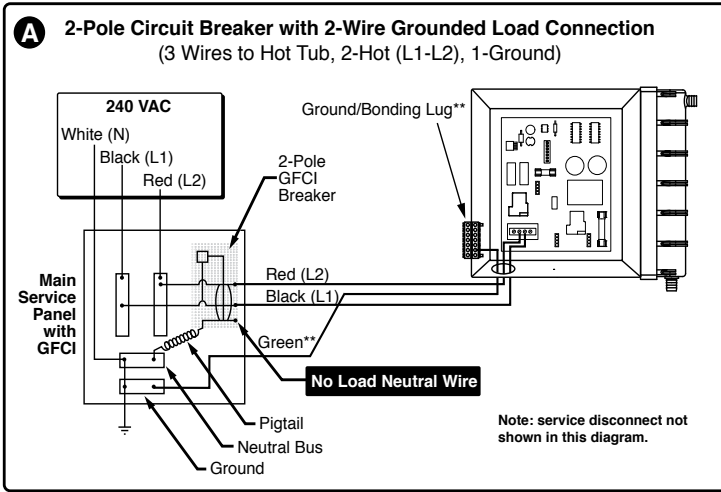 A
2-Pole Circuit Breaker with 2-Wire Grounded Load Connection
(3 Wires to Hot Tub, 2-Hot (L1-L2), 1-Ground)
240 VAC
White (N)
Black (L1)
Red (L2)
Ground/Bonding Lug**
2-Pole
GFCI
Breaker
Main
Service
Panel
with
GFCI
Red (L2)
Black (L1)
Green**
No Load Neutral Wire
Pigtail
Neutral Bus
Ground
Note: service disconnect not
shown in this diagram.